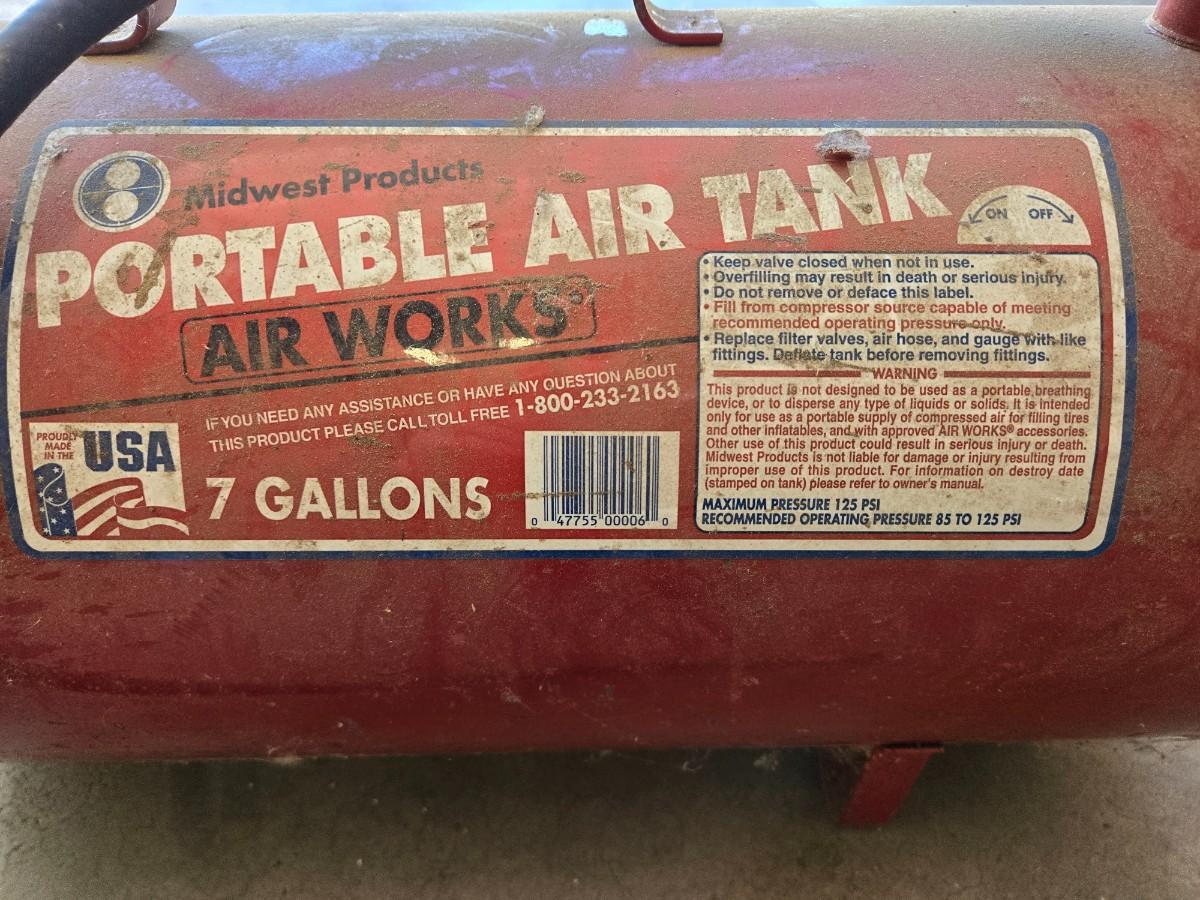 Midwest Products
PORTABLE AIR TANK
AIR WORKS®
ON OFF
IF YOU NEED ANY ASSISTANCE OR HAVE ANY QUESTION ABOUT
THIS PRODUCT PLEASE CALL TOLL FREE 1-800-233-2163
PROUDLY
MADE
IN THE
USA
7 GALLONS
0 47755 00006 0
• Keep valve closed when not in use.
• Overfilling may result in death or serious injury.
• Do not remove or deface this label.
• Fill from compressor source capable of meeting
recommended operating pressure only.
• Replace filter valves, air hose, and gauge with like
fittings. Deflate tank before removing fittings.
WARNING
This product is not designed to be used as a portable breathing
device, or to disperse any type of liquids or solids. It is intended
only for use as a portable supply of compressed air for filling tires
and other inflatables, and with approved AIR WORKS® accessories.
Other use of this product could result in serious injury or death.
Midwest Products is not liable for damage or injury resulting from
improper use of this product. For information on destroy date
(stamped on tank) please refer to owner's manual.
MAXIMUM PRESSURE 125 PSI
RECOMMENDED OPERATING PRESSURE 85 TO 125 PSI